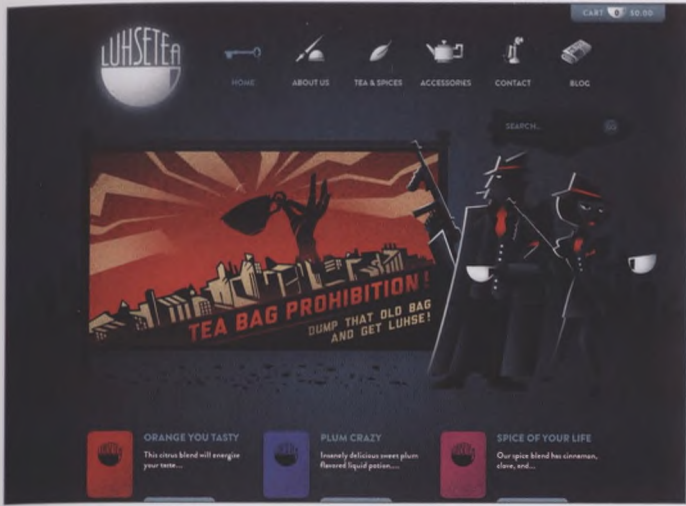 CART 0 $0.00
LUHSETEA
HOME
ABOUT US
TEA & SPICES
ACCESSORIES
CONTACT
BLOG
SEARCH...
TEA BAG PROHIBITION!
DUMP THAT OLD BAG
AND GET LUHSE!
ORANGE YOU TASTY
This citrus blend will energize
your taste...
PLUM CRAZY
Insanely delicious sweet plum
flavored liquid potion....
SPICE OF YOUR LIFE
Our spice blend has cinnamon,
clove, and...